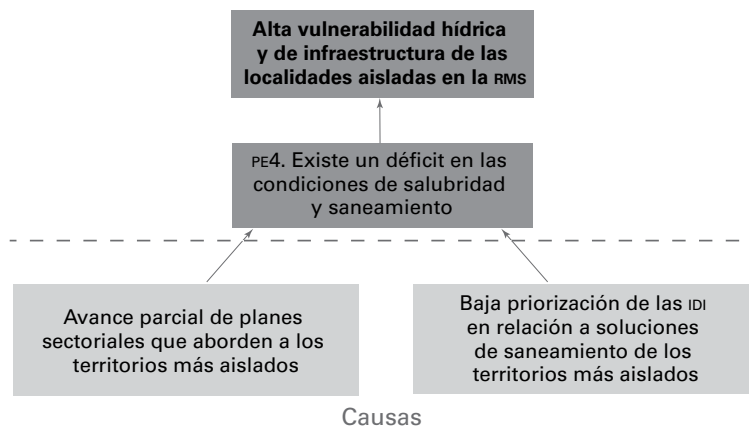 Alta vulnerabilidad hídrica
y de infraestructura de las
localidades aisladas en la RMS
PE4. Existe un déficit en las
condiciones de salubridad
y saneamiento
Avance parcial de planes
sectoriales que aborden a los
territorios más aislados
Baja priorización de las IDI
en relación a soluciones
de saneamiento de los
territorios más aislados
Causas